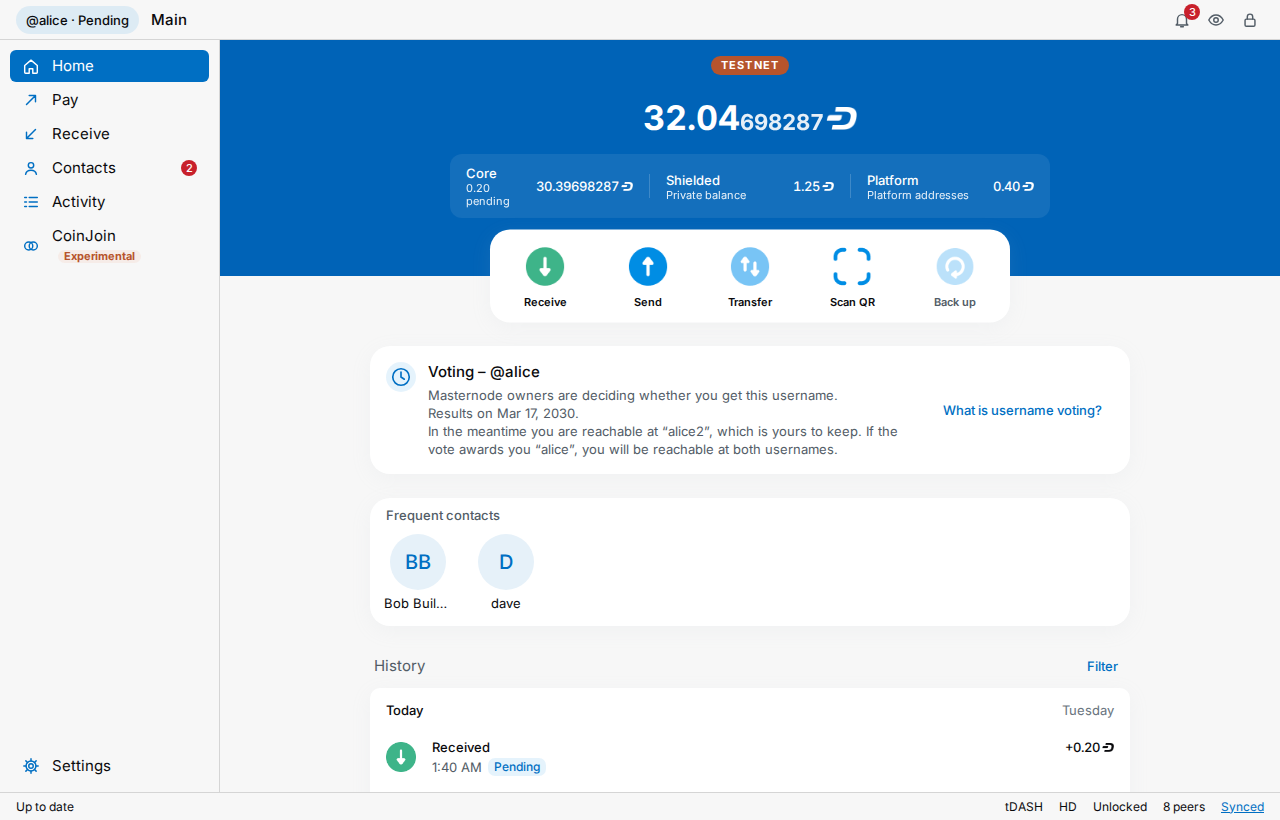 @alice · Pending
Main
3
Home
Pay
Receive
Contacts
2
Activity
CoinJoin
Experimental
Settings
TESTNET
32.04698287
Core
0.20
pending
30.39698287
Shielded
Private balance
1.25
Platform
Platform addresses
0.40
Receive
Send
Transfer
Scan QR
Back up
Voting – @alice
Masternode owners are deciding whether you get this username.
Results on Mar 17, 2030.
In the meantime you are reachable at “alice2”, which is yours to keep. If the
vote awards you “alice”, you will be reachable at both usernames.
What is username voting?
Frequent contacts
BB
D
Bob Buil...
dave
History
Filter
Today
Tuesday
Received
+0.20
1:40 AM
Pending
Up to date
tDASH
HD
Unlocked
8 peers
Synced